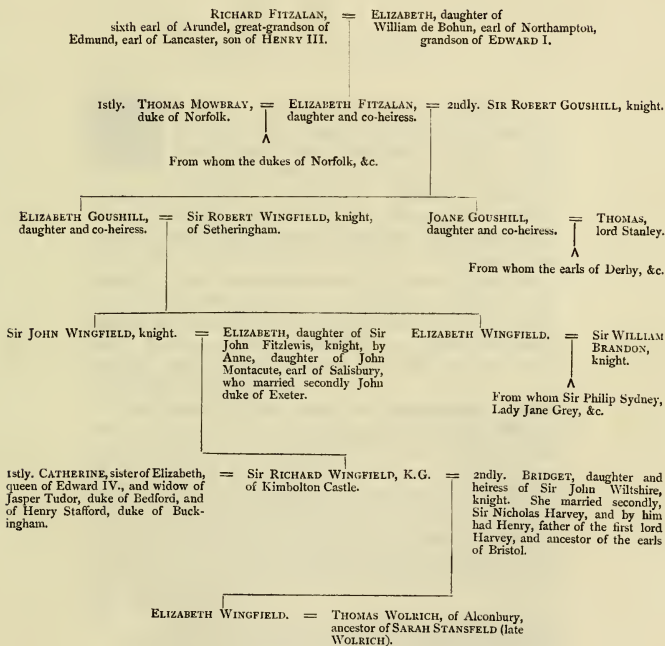 RICHARD FITZALAN,
sixth earl of Arundel, great-grandson of
Edmund, earl of Lancaster, son of HENRY III.
=
ELIZABETH, daughter of
William de Bohun, earl of Northampton,
grandson of EDWARD I.
1stly. THOMAS MOWBRAY,
duke of Norfolk.
=
ELIZABETH FITZALAN,
daughter and co-heiress.
=
2ndly. SIR ROBERT GOUSHILL, knight.
From whom the dukes of Norfolk, &c.
ELIZABETH GOUSHILL,
daughter and co-heiress.
=
Sir ROBERT WINGFIELD, knight,
of Setheringham.
JOANE GOUSHILL,
daughter and co-heiress.
=
THOMAS,
lord Stanley.
From whom the earls of Derby, &c.
Sir JOHN WINGFIELD, knight.
=
ELIZABETH, daughter of Sir
John Fitzlewis, knight, by
Anne, daughter of John
Montacute, earl of Salisbury,
who married secondly John
duke of Exeter.
ELIZABETH WINGFIELD.
=
Sir WILLIAM
BRANDON,
knight.
From whom Sir Philip Sydney,
Lady Jane Grey, &c.
1stly. CATHERINE, sister of Elizabeth,
queen of Edward IV., and widow of
Jasper Tudor, duke of Bedford, and
of Henry Stafford, duke of Buck-
ingham.
=
Sir RICHARD WINGFIELD, K.G.
of Kimbolton Castle.
=
2ndly. BRIDGET, daughter and
heiress of Sir John Wiltshire,
knight. She married secondly,
Sir Nicholas Harvey, and by him
had Henry, father of the first lord
Harvey, and ancestor of the earls
of Bristol.
ELIZABETH WINGFIELD.
=
THOMAS WOLRICH, of Alconbury,
ancestor of SARAH STANSFELD (late
WOLRICH).